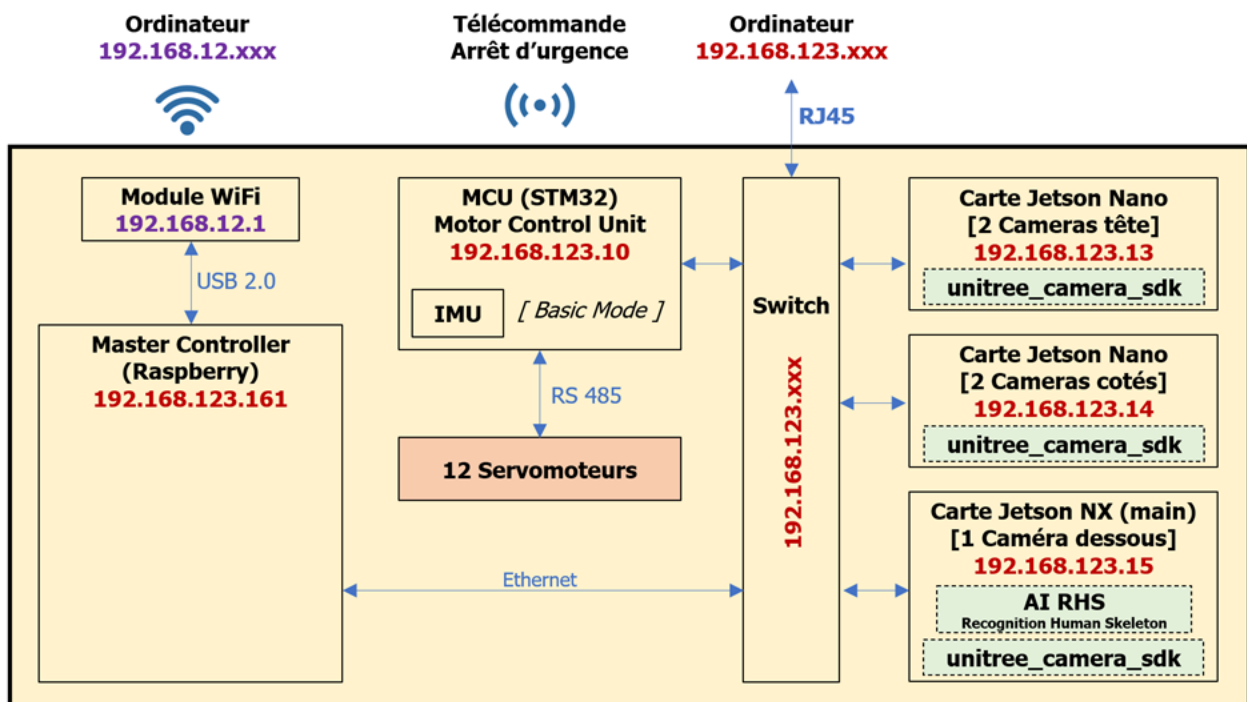 Ordinateur
192.168.12.xxx
Télécommande
Arrêt d’urgence
Ordinateur
192.168.123.xxx
RJ45
Module WiFi
192.168.12.1
USB 2.0
Master Controller
(Raspberry)
192.168.123.161
MCU (STM32)
Motor Control Unit
192.168.123.10
IMU
[ Basic Mode ]
RS 485
12 Servomoteurs
Ethernet
Switch
192.168.123.xxx
Carte Jetson Nano
[2 Cameras tête]
192.168.123.13
unitree_camera_sdk
Carte Jetson Nano
[2 Cameras cotés]
192.168.123.14
unitree_camera_sdk
Carte Jetson NX (main)
[1 Caméra dessous]
192.168.123.15
AI RHS
Recognition Human Skeleton
unitree_camera_sdk